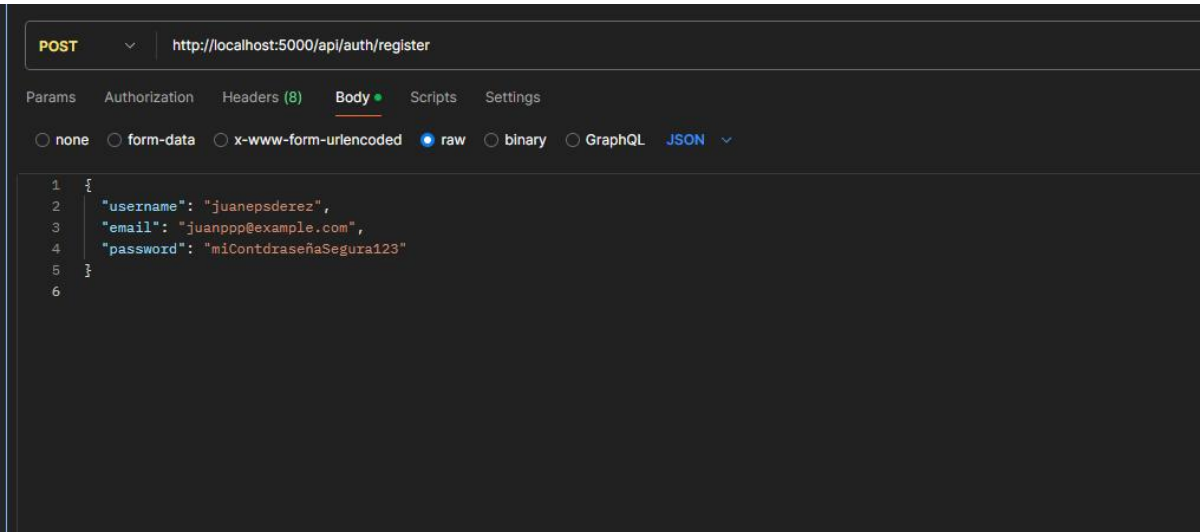 POST http://localhost:5000/api/auth/register
Params Authorization Headers (8) Body Scripts Settings
none form-data x-www-form-urlencoded raw binary GraphQL JSON
1 {
2 "username": "juanepsderez",
3 "email": "juanppp@example.com",
4 "password": "miContdraseñaSegura123"
5 }
6